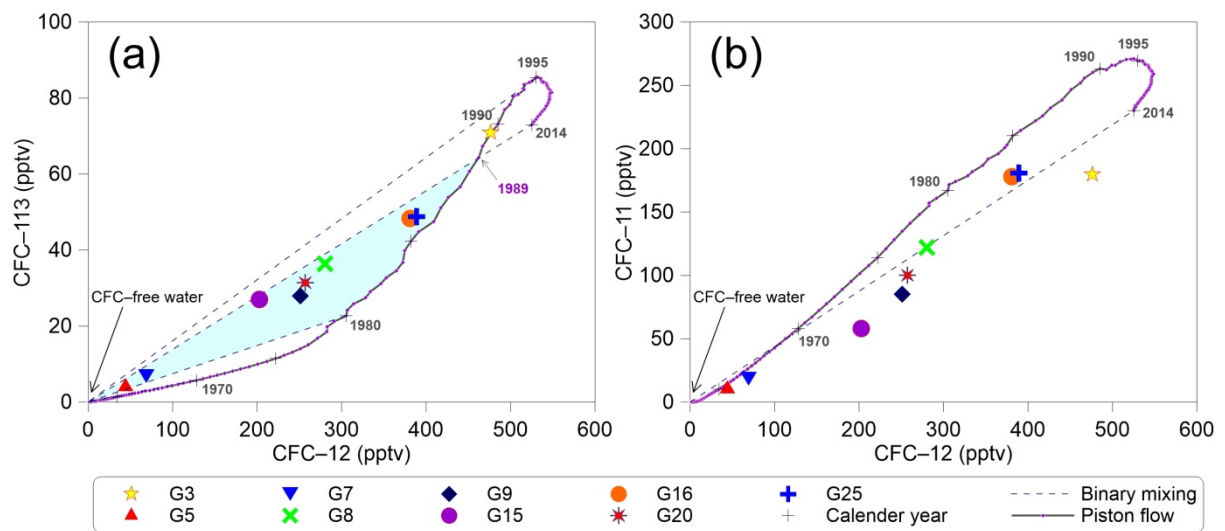 (a)
CFC–113 (pptv)
100
80
60
40
20
0
1995
1990
2014
1989
CFC–free water
1980
1970
0 100 200 300 400 500 600
CFC–12 (pptv)
(b)
CFC–11 (pptv)
300
250
200
150
100
50
0
1995
1990
2014
1980
CFC–free water
1970
0 100 200 300 400 500 600
CFC–12 (pptv)
G3 G7 G9 G16 G25 Binary mixing
G5 G8 G15 G20 Calender year Piston flow